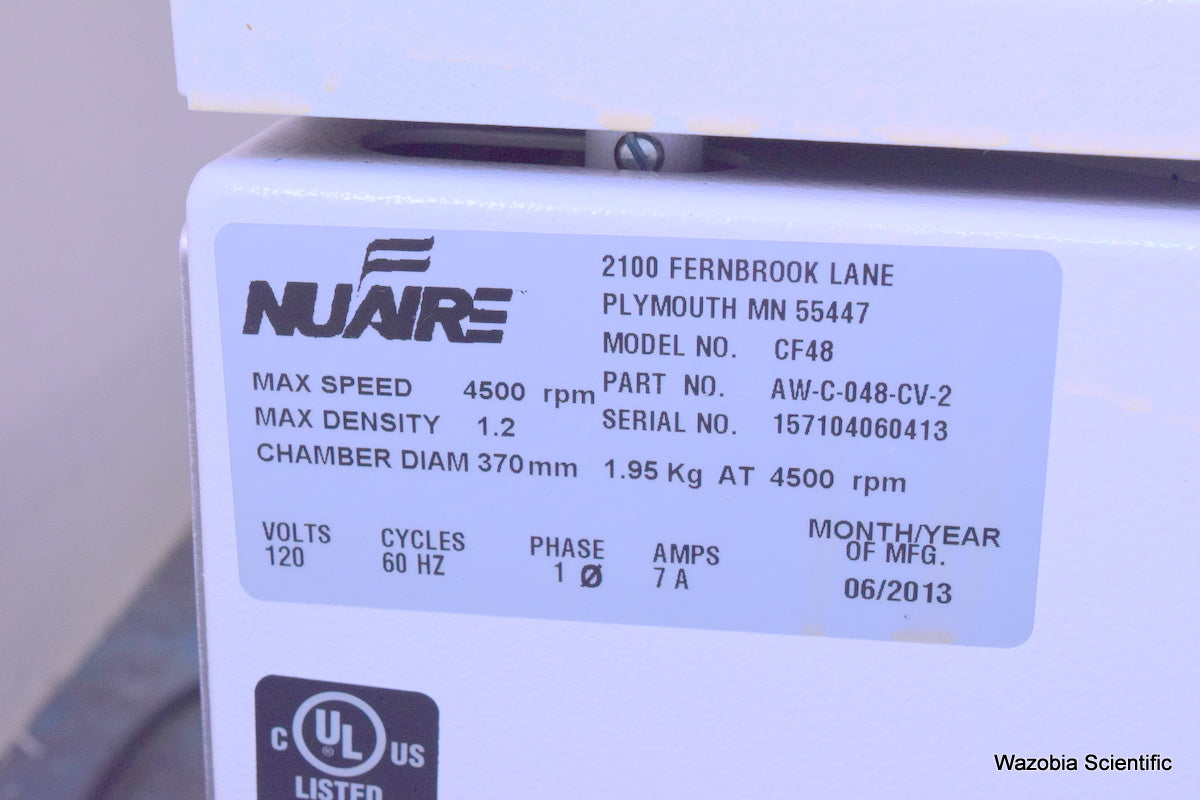 NUAIRE
2100 FERNBROOK LANE
PLYMOUTH MN 55447
MODEL NO. CF48
PART NO. AW-C-048-CV-2
SERIAL NO. 157104060413
MAX SPEED 4500 rpm
MAX DENSITY 1.2
CHAMBER DIAM 370mm 1.95 Kg AT 4500 rpm
VOLTS
120
CYCLES
60 HZ
PHASE
1 Ø
AMPS
7 A
MONTH/YEAR
OF MFG.
06/2013
C UL ® US
LISTED
Wazobia Scientific